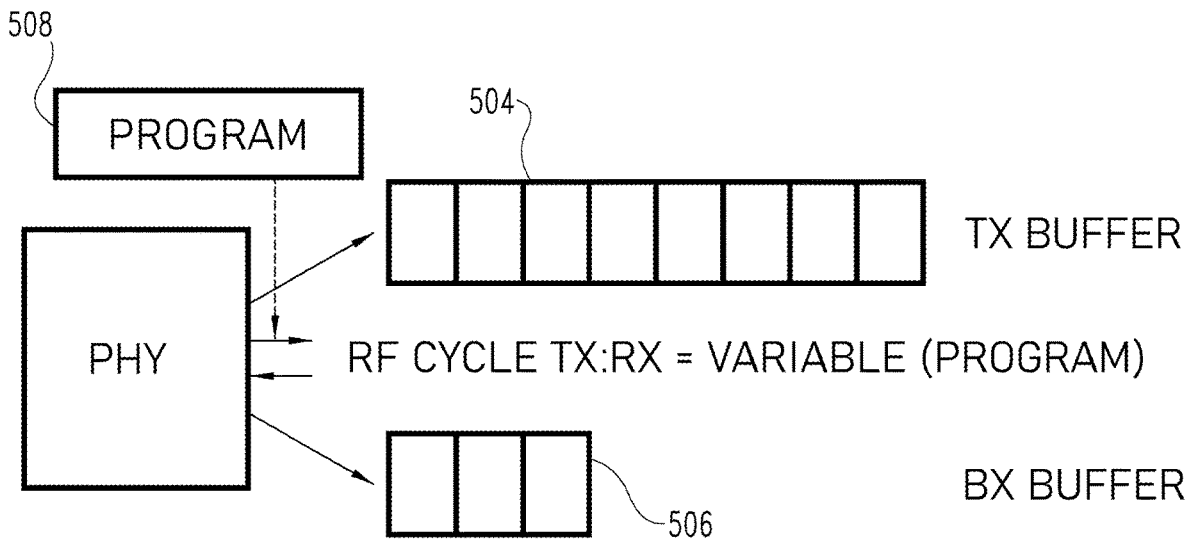 508
PROGRAM
504
TX BUFFER
PHY
RF CYCLE TX:RX = VARIABLE (PROGRAM)
BX BUFFER
506